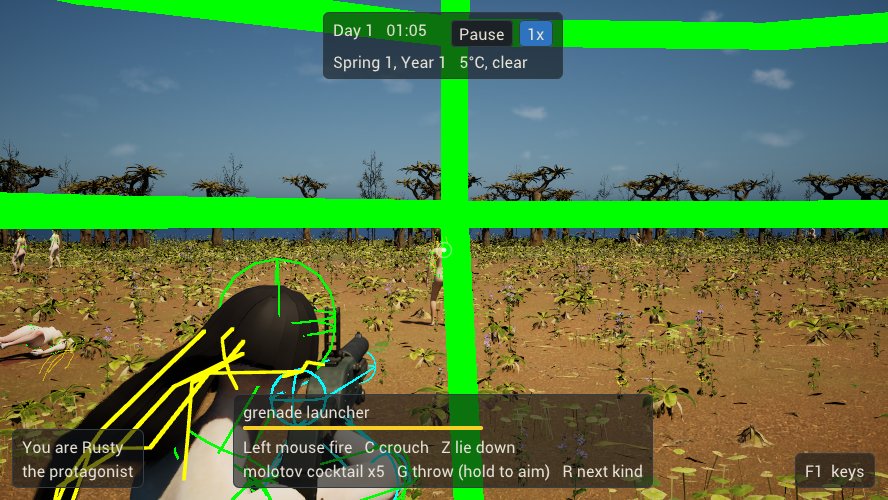 Day 1 01:05 Pause 1x
Spring 1, Year 1 5°C, clear
grenade launcher
Left mouse fire C crouch Z lie down
molotov cocktail x5 G throw (hold to aim) R next kind
You are Rusty
the protagonist
F1 keys